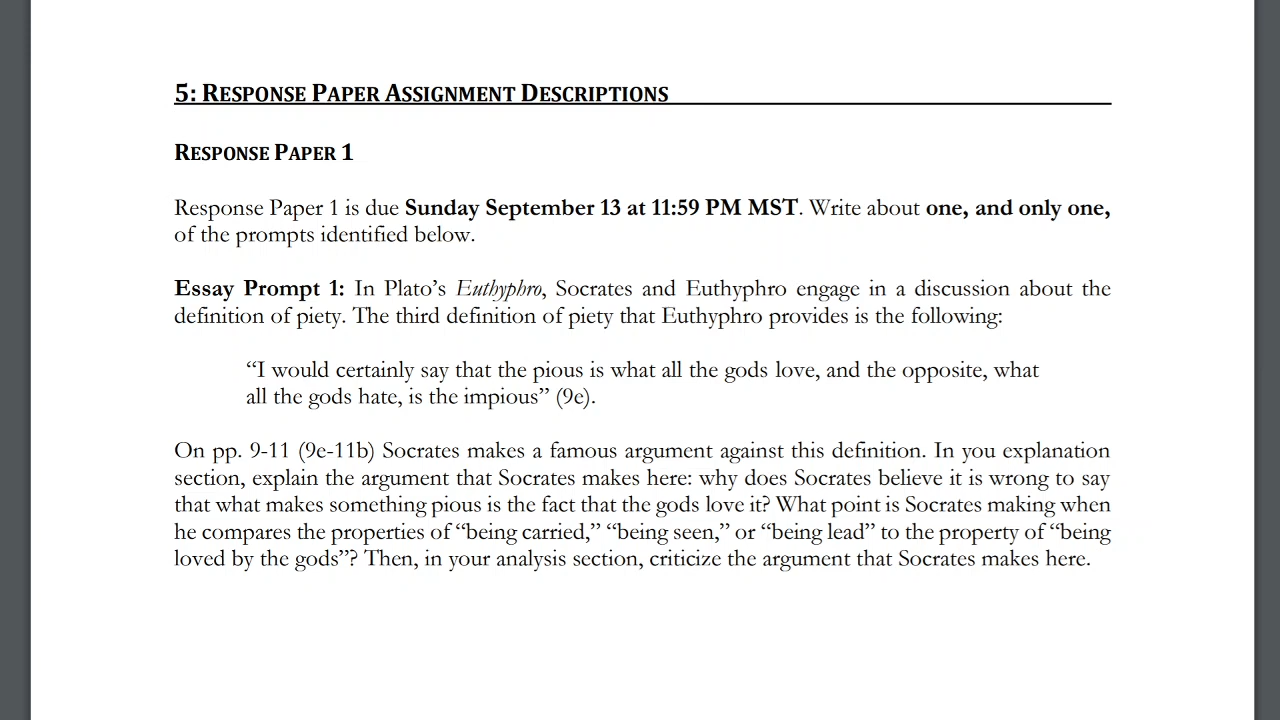 5: RESPONSE PAPER ASSIGNMENT DESCRIPTIONS
RESPONSE PAPER 1
Response Paper 1 is due Sunday September 13 at 11:59 PM MST. Write about one, and only one,
of the prompts identified below.
Essay Prompt 1: In Plato’s Euthyphro, Socrates and Euthyphro engage in a discussion about the
definition of piety. The third definition of piety that Euthyphro provides is the following:
“I would certainly say that the pious is what all the gods love, and the opposite, what
all the gods hate, is the impious” (9e).
On pp. 9-11 (9e-11b) Socrates makes a famous argument against this definition. In you explanation
section, explain the argument that Socrates makes here: why does Socrates believe it is wrong to say
that what makes something pious is the fact that the gods love it? What point is Socrates making when
he compares the properties of “being carried,” “being seen,” or “being lead” to the property of “being
loved by the gods”? Then, in your analysis section, criticize the argument that Socrates makes here.